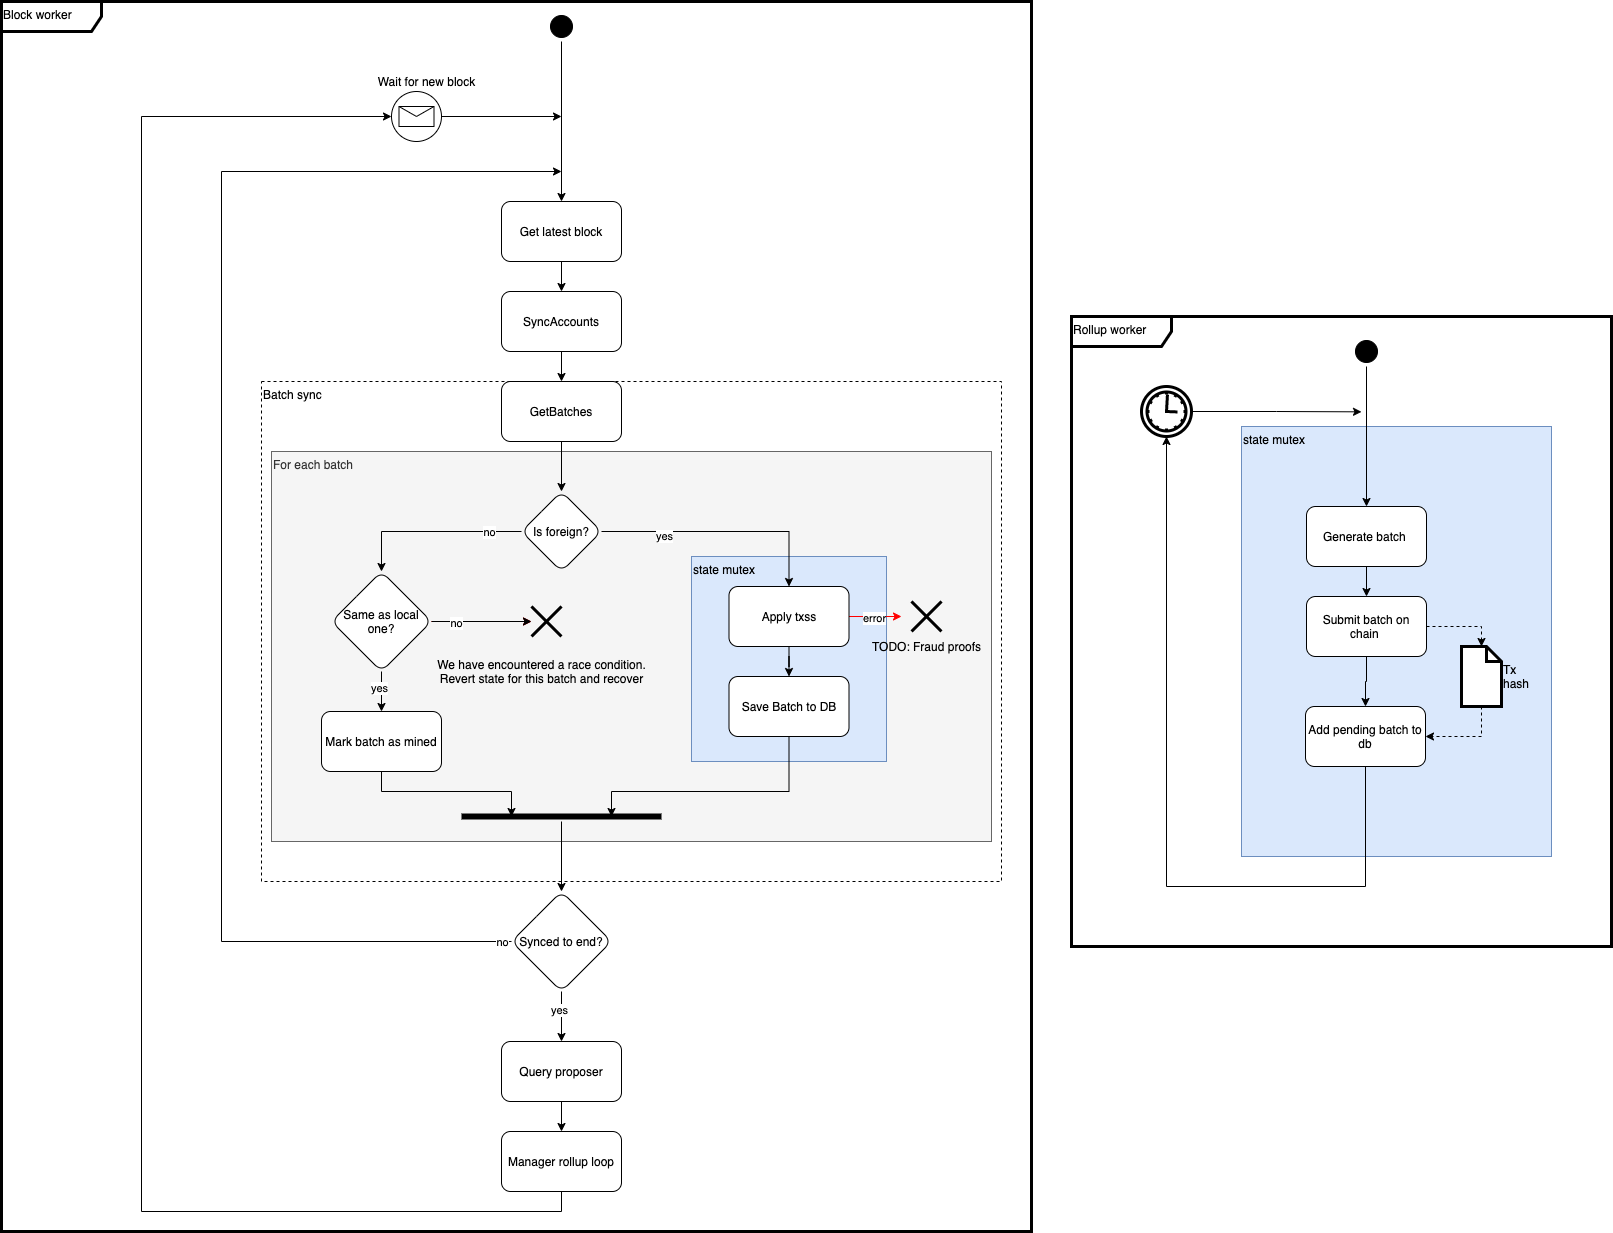 Block worker
Wait for new block
Get latest block
SyncAccounts
Batch sync
GetBatches
For each batch
Is foreign?
no
yes
state mutex
Same as local
one?
no
We have encountered a race condition.
Revert state for this batch and recover
Apply txss
error
TODO: Fraud proofs
yes
Save Batch to DB
Mark batch as mined
Synced to end?
no
yes
Query proposer
Manager rollup loop
Rollup worker
state mutex
Generate batch
Submit batch on
chain
Tx
hash
Add pending batch to
db